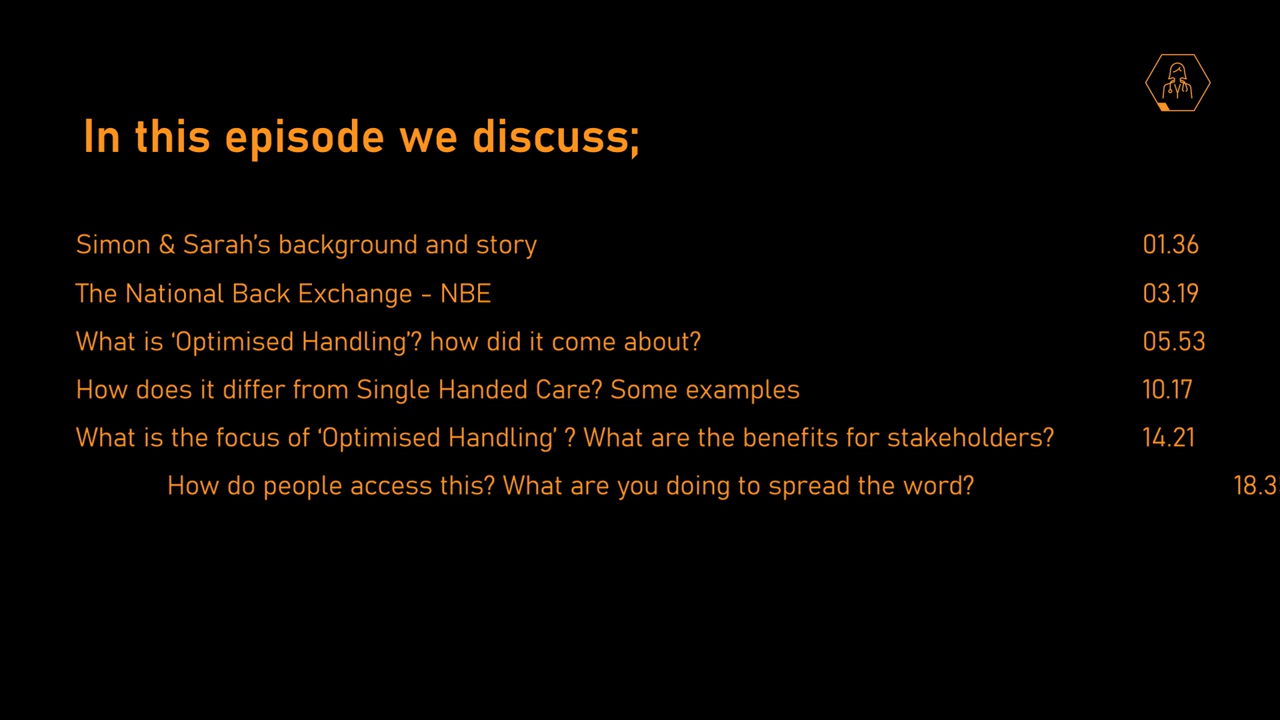 In this episode we discuss;
Simon & Sarah's background and story 01.36
The National Back Exchange - NBE 03.19
What is ‘Optimised Handling’? how did it come about? 05.53
How does it differ from Single Handed Care? Some examples 10.17
What is the focus of ‘Optimised Handling’ ? What are the benefits for stakeholders? 14.21
How do people access this? What are you doing to spread the word? 18.3